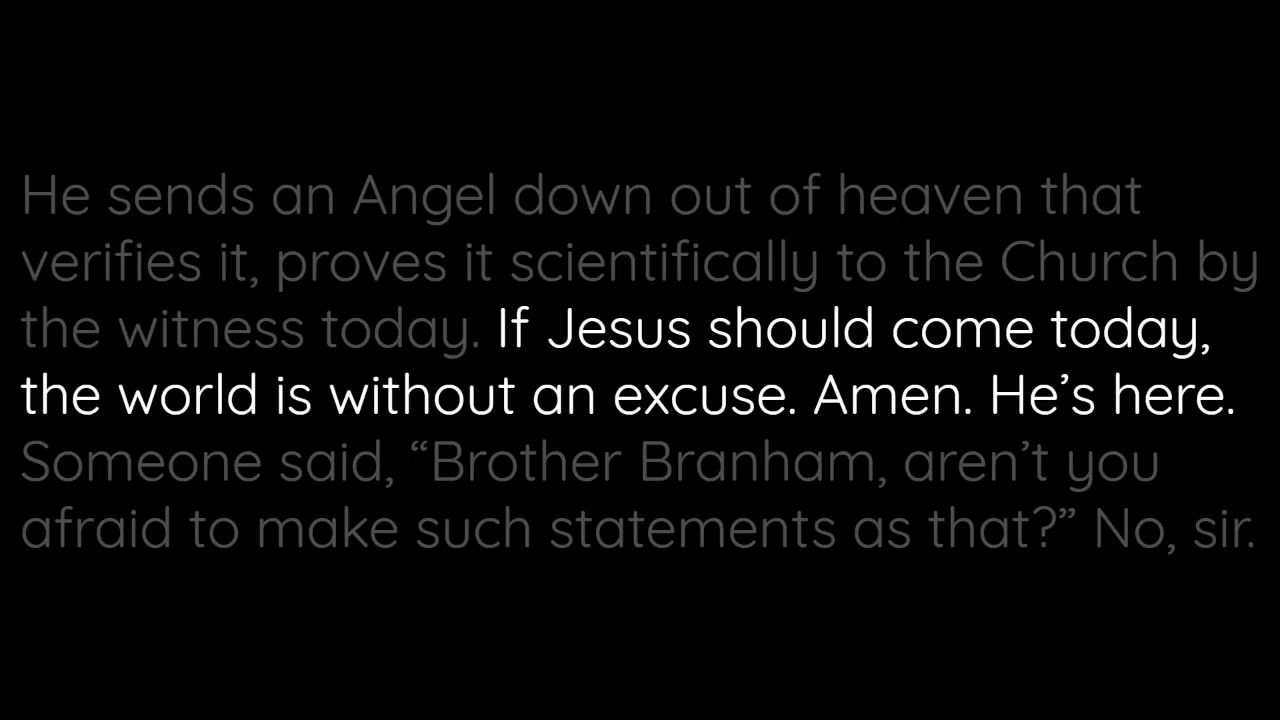 He sends an Angel down out of heaven that
verifies it, proves it scientifically to the Church by
the witness today. If Jesus should come today,
the world is without an excuse. Amen. He’s here.
Someone said, “Brother Branham, aren’t you
afraid to make such statements as that?” No, sir.